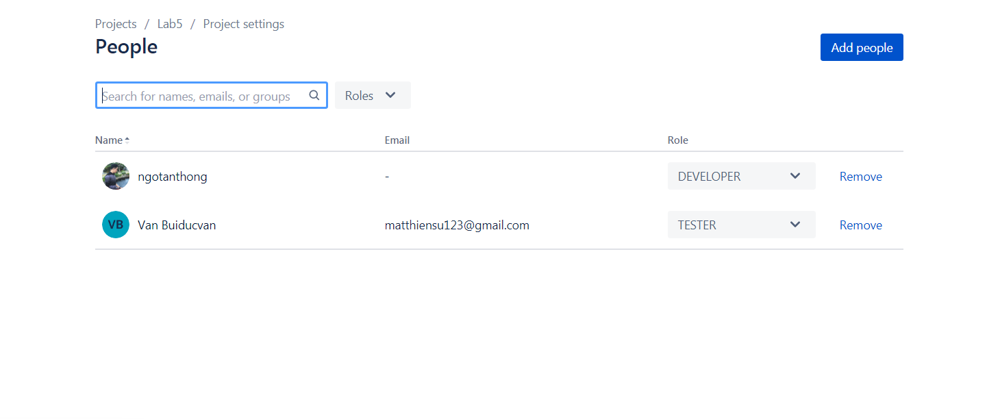 Projects / Lab5 / Project settings
People
Add people
Search for names, emails, or groups
Roles
Name Email Role
ngotanthong - DEVELOPER Remove
VB Van Buiducvan matthiensu123@gmail.com TESTER Remove